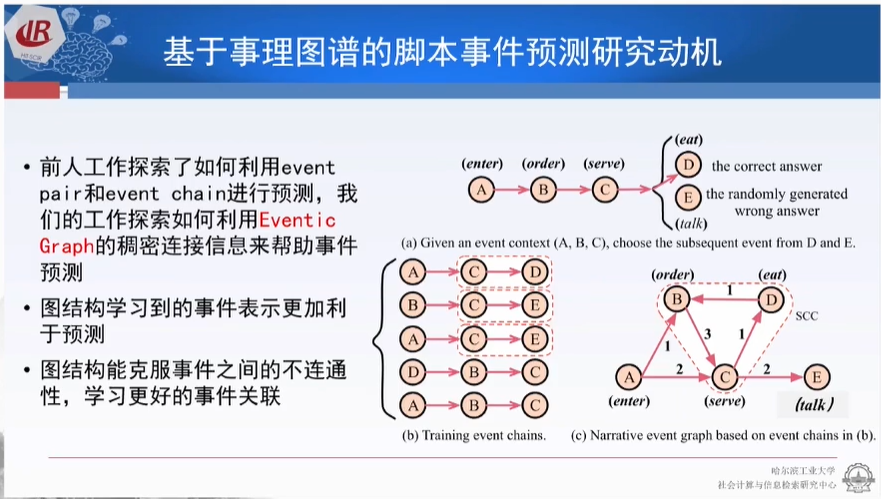 基于事理图谱的脚本事件预测研究动机
• 前人工作探索了如何利用event
pair和event chain进行预测，我
们的工作探索如何利用Eventic
Graph的稠密连接信息来帮助事件
预测
• 图结构学习到的事件表示更加利
于预测
• 图结构能克服事件之间的不连通
性，学习更好的事件关联
(enter) (order) (serve) (eat)
A B C D the correct answer
E the randomly generated
wrong answer
(talk)
(a) Given an event context (A, B, C), choose the subsequent event from D and E.
A C D
B C E
A C E
D B C
A B C
(b) Training event chains.
(order) (eat)
B 1 D
SCC
1 3 1
A 2 C 2 E
(enter) (serve) (talk)
(c) Narrative event graph based on event chains in (b).
哈尔滨工业大学
社会计算与信息检索研究中心